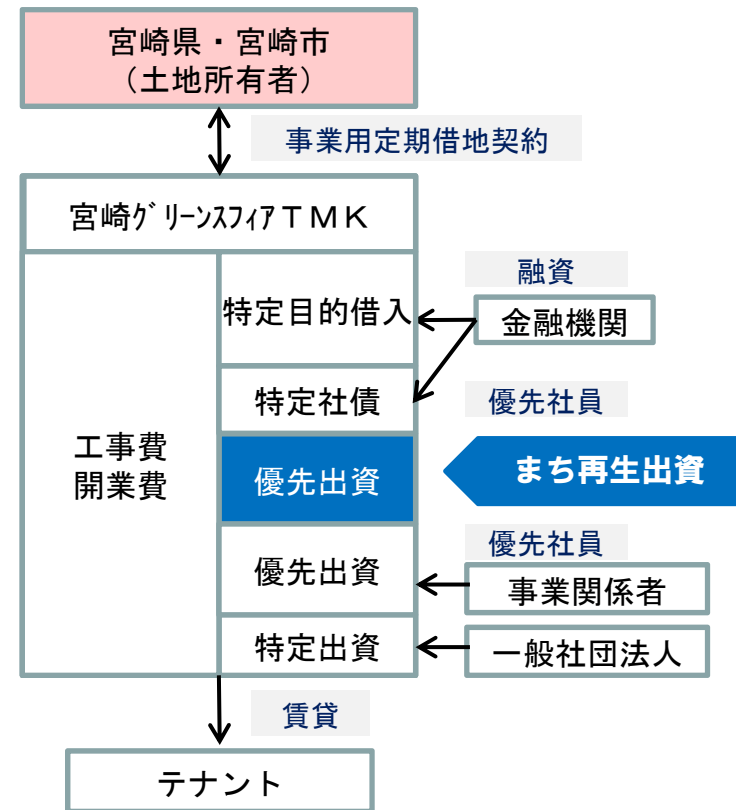 宮崎県・宮崎市
（土地所有者）
事業用定期借地契約
宮崎ｸﾞﾘｰﾝｽﾌｨｱＴＭＫ
融資
特定目的借入
金融機関
特定社債
優先社員
工事費
開業費
優先出資
まち再生出資
優先社員
優先出資
事業関係者
特定出資
一般社団法人
賃貸
テナント